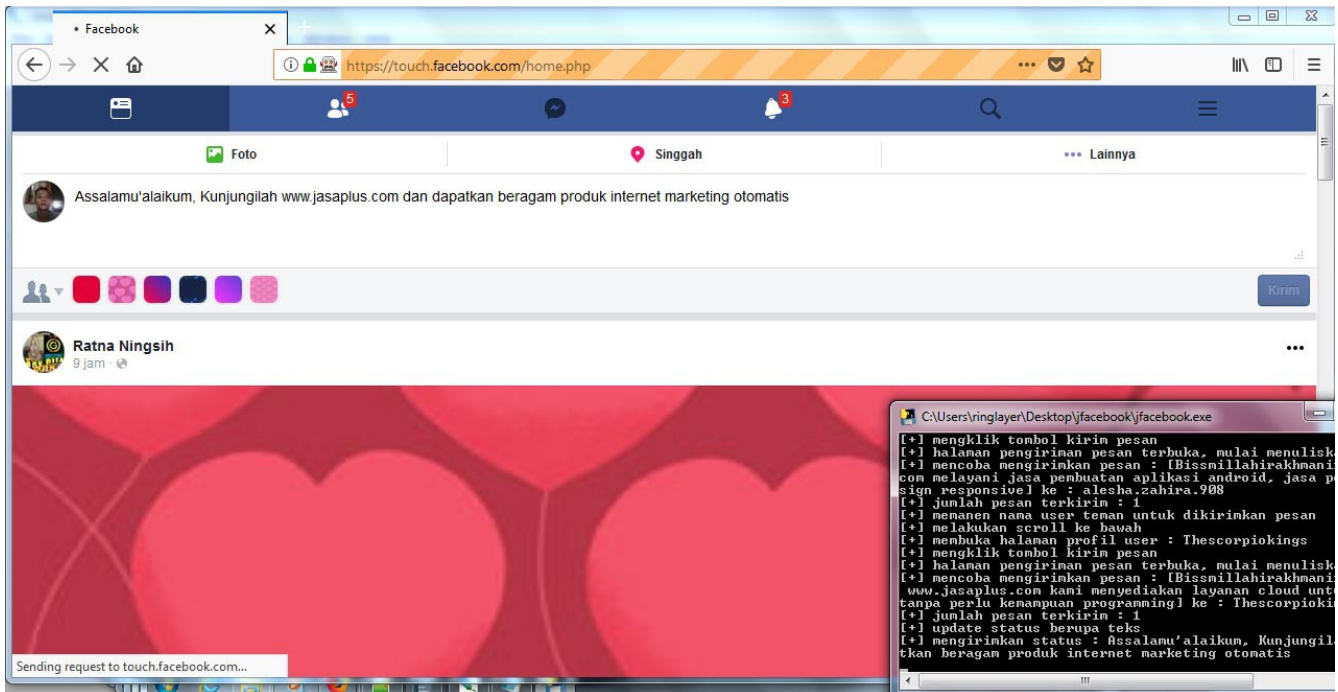 Facebook
https://touch.facebook.com/home.php
5
3
Foto
Singgah
Lainnya
Assalamu'alaikum, Kunjungilah www.jasaplus.com dan dapatkan beragam produk internet marketing otomatis
Kirim
Ratna Ningsih
9 jam
C:\Users\ringlayer\Desktop\jfacebook\jfacebook.exe
[+] mengklik tombol kirim pesan
[+] halaman pengiriman pesan terbuka, mulai menulisk
[+] mencoba mengirimkan pesan : [Bissmillahirakhmani
com melayani jasa pembuatan aplikasi android, jasa p
sign responsive] ke : alesha.zahira.908
[+] jumlah pesan terkirim : 1
[+] memanen nama user teman untuk dikirimkan pesan
[+] melakukan scroll ke bawah
[+] membuka halaman profil user : Thescorpiokings
[+] mengklik tombol kirim pesan
[+] halaman pengiriman pesan terbuka, mulai menulisk
[+] mencoba mengirimkan pesan : [Bissmillahirakhmani
www.jasaplus.com kami menyediakan layanan cloud unt
tanpa perlu kemampuan programming] ke : Thescorpioki
[+] jumlah pesan terkirim : 1
[+] update status berupa teks
[+] mengirimkan status : Assalamu'alaikum, Kunjungil
tkan beragam produk internet marketing otomatis
Sending request to touch.facebook.com...